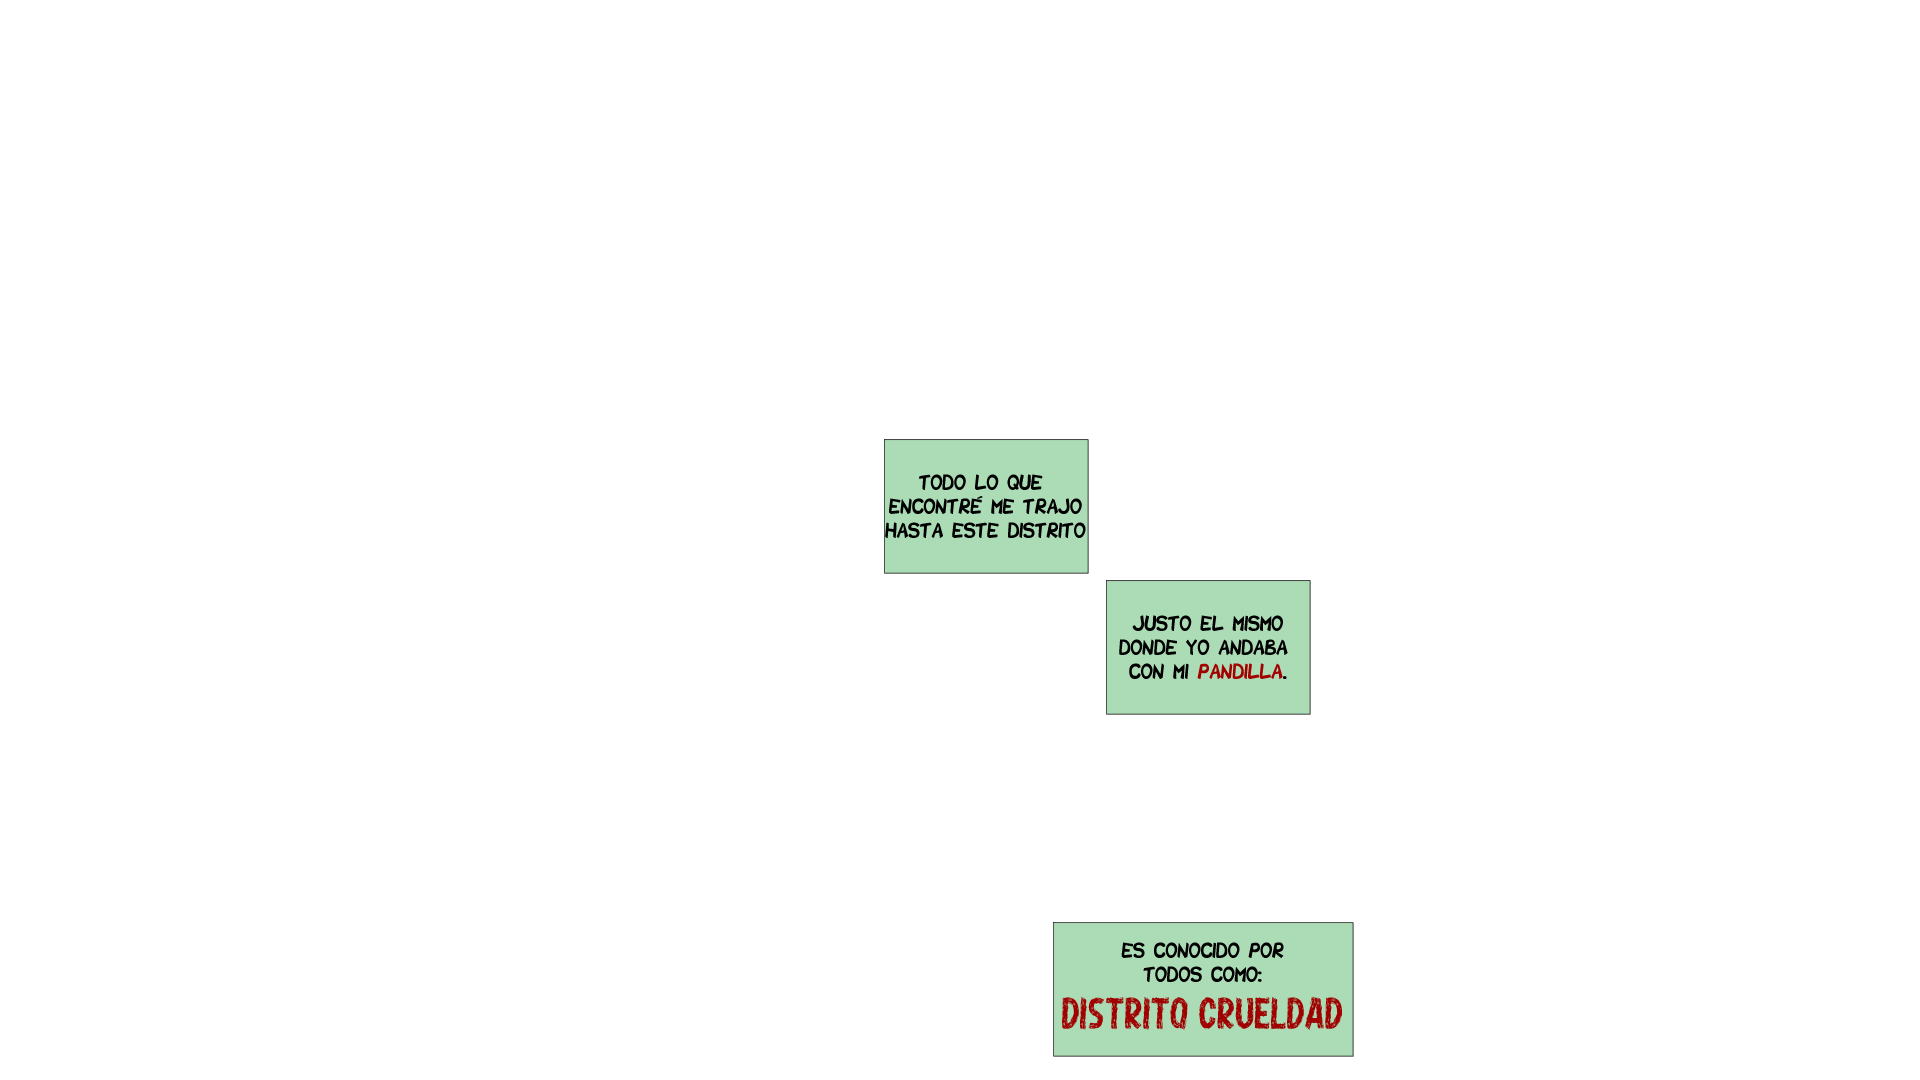 TODO LO QUE
ENCONTRÉ ME TRAJO
HASTA ESTE DISTRITO
JUSTO EL MISMO
DONDE YO ANDABA
CON MI PANDILLA.
ES CONOCIDO POR
TODOS COMO:
DISTRITO CRUELDAD